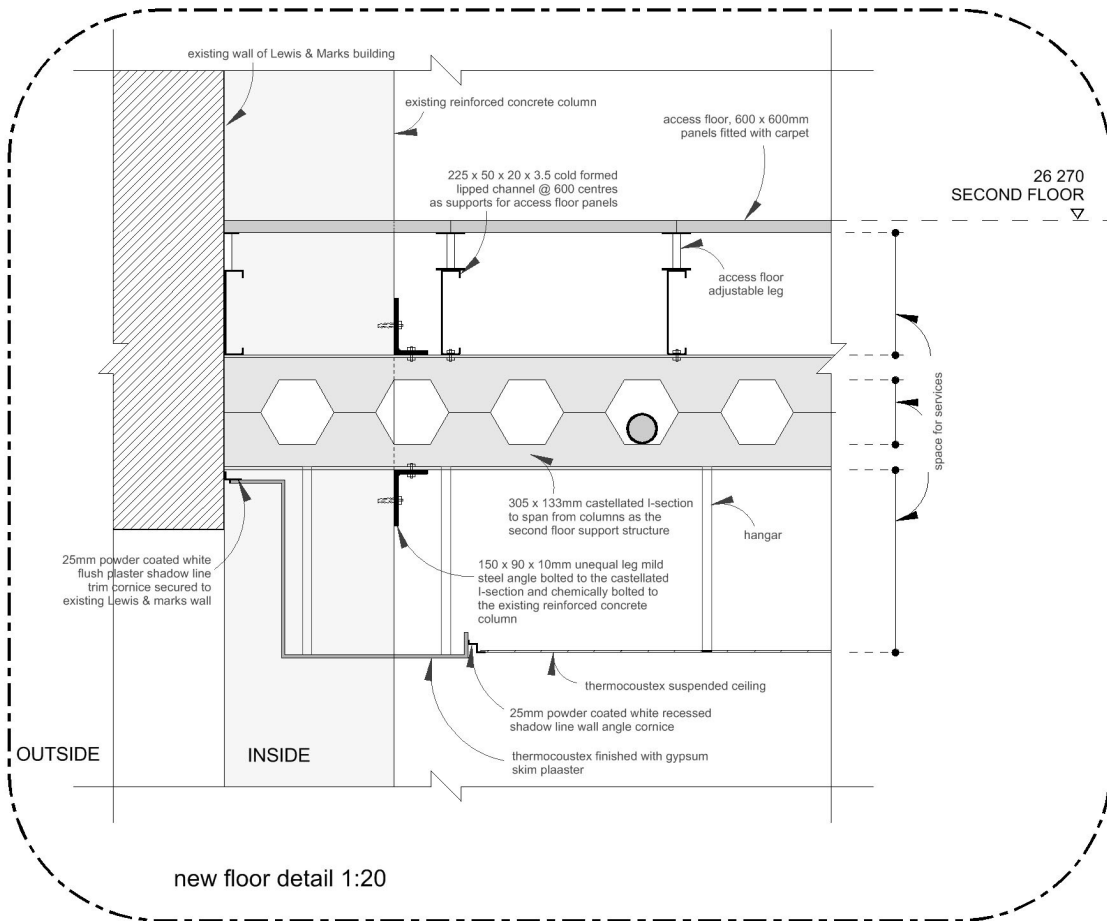 existing wall of Lewis & Marks building
existing reinforced concrete column
access floor, 600 x 600mm
panels fitted with carpet
225 x 50 x 20 x 3.5 cold formed
lipped channel @ 600 centres
as supports for access floor panels
26 270
SECOND FLOOR
access floor
adjustable leg
space for services
305 x 133mm castellated I-section
to span from columns as the
second floor support structure
hangar
25mm powder coated white
flush plaster shadow line
trim cornice secured to
existing Lewis & marks wall
150 x 90 x 10mm unequal leg mild
steel angle bolted to the castellated
I-section and chemically bolted to
the existing reinforced concrete
column
thermocoustex suspended ceiling
25mm powder coated white recessed
shadow line wall angle cornice
OUTSIDE
INSIDE
thermocoustex finished with gypsum
skim plaaster
new floor detail 1:20